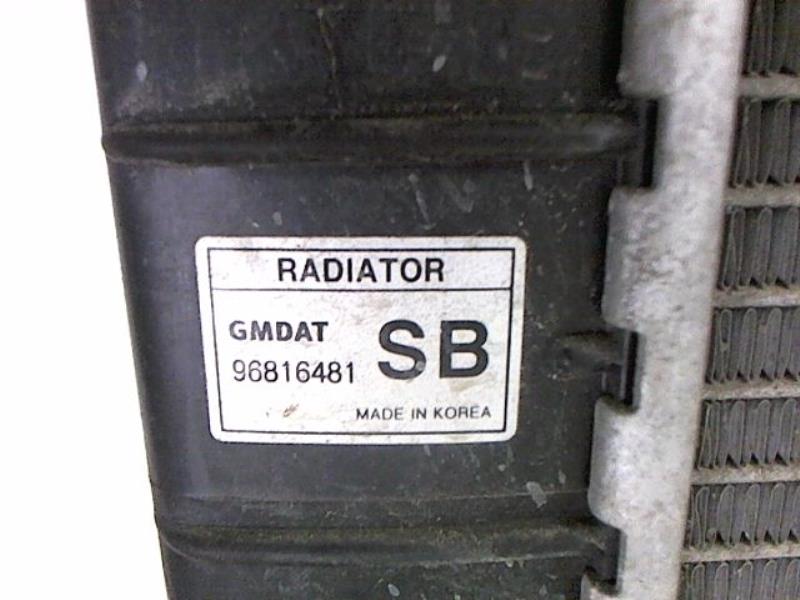 RADIATOR
GMDAT
96816481
SB
MADE IN KOREA